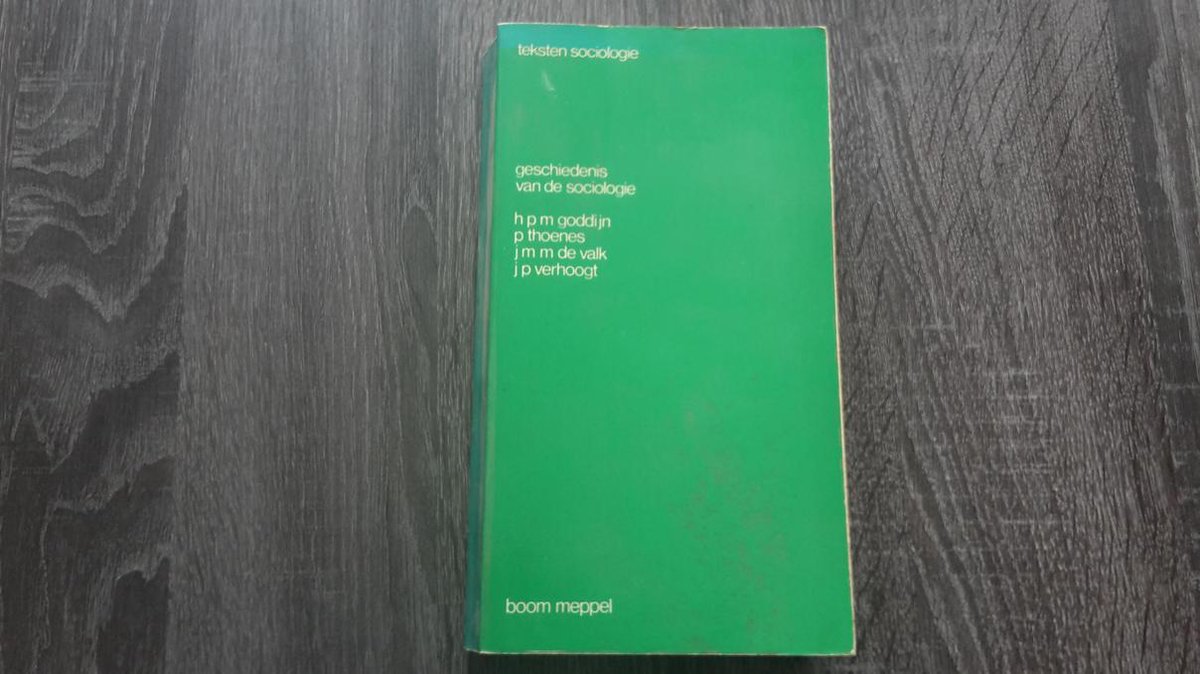 teksten sociologie
geschiedenis
van de sociologie
h p m goddijn
p thoenes
j m m de valk
j p verhoogt
boom meppel